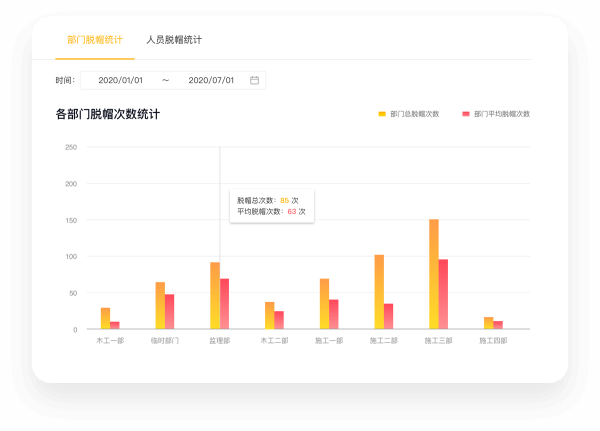 部门脱帽统计 人员脱帽统计
时间: 2020/01/01 ～ 2020/07/01
各部门脱帽次数统计
部门总脱帽次数 部门平均脱帽次数
250
200
脱帽总次数: 85 次
平均脱帽次数: 63 次
150
100
50
0
木工一部 临时部门 监理部 木工二部 施工一部 施工二部 施工三部 施工四部